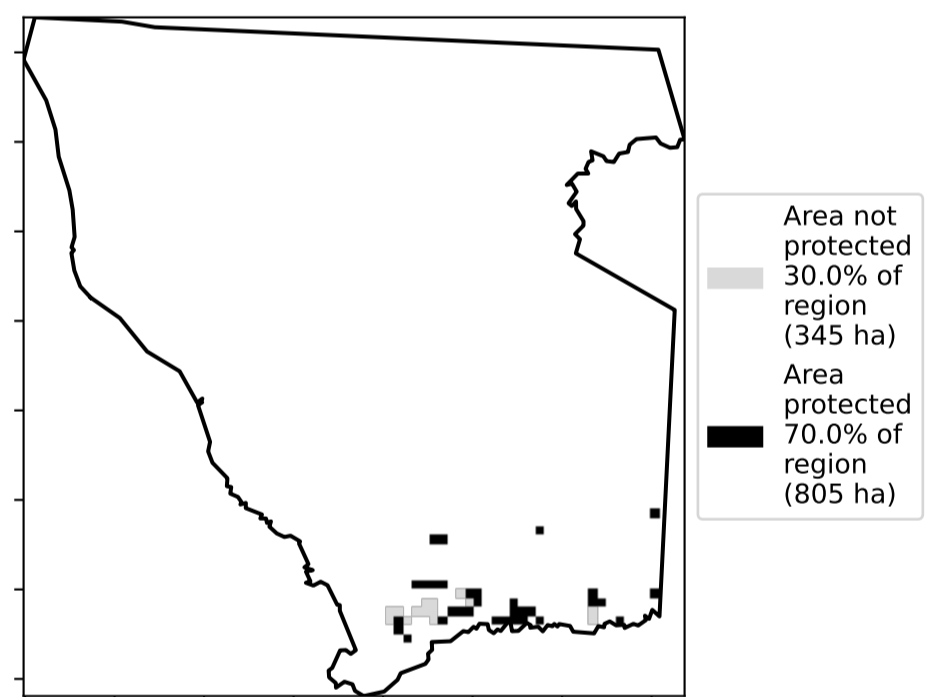 Area not
protected
30.0% of
region
(345 ha)
Area
protected
70.0% of
region
(805 ha)